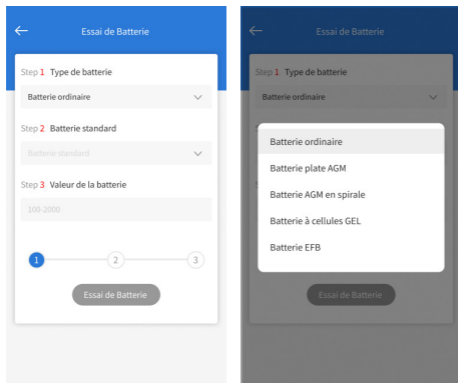 Essai de Batterie
Step 1 Type de batterie
Batterie ordinaire
Step 2 Batterie standard
Batterie standard
Step 3 Valeur de la batterie
100-2000
1
2
3
Essai de Batterie
Essai de Batterie
Step 1 Type de batterie
Batterie ordinaire
Batterie ordinaire
Batterie plate AGM
Batterie AGM en spirale
Batterie à cellules GEL
Batterie EFB
Essai de Batterie